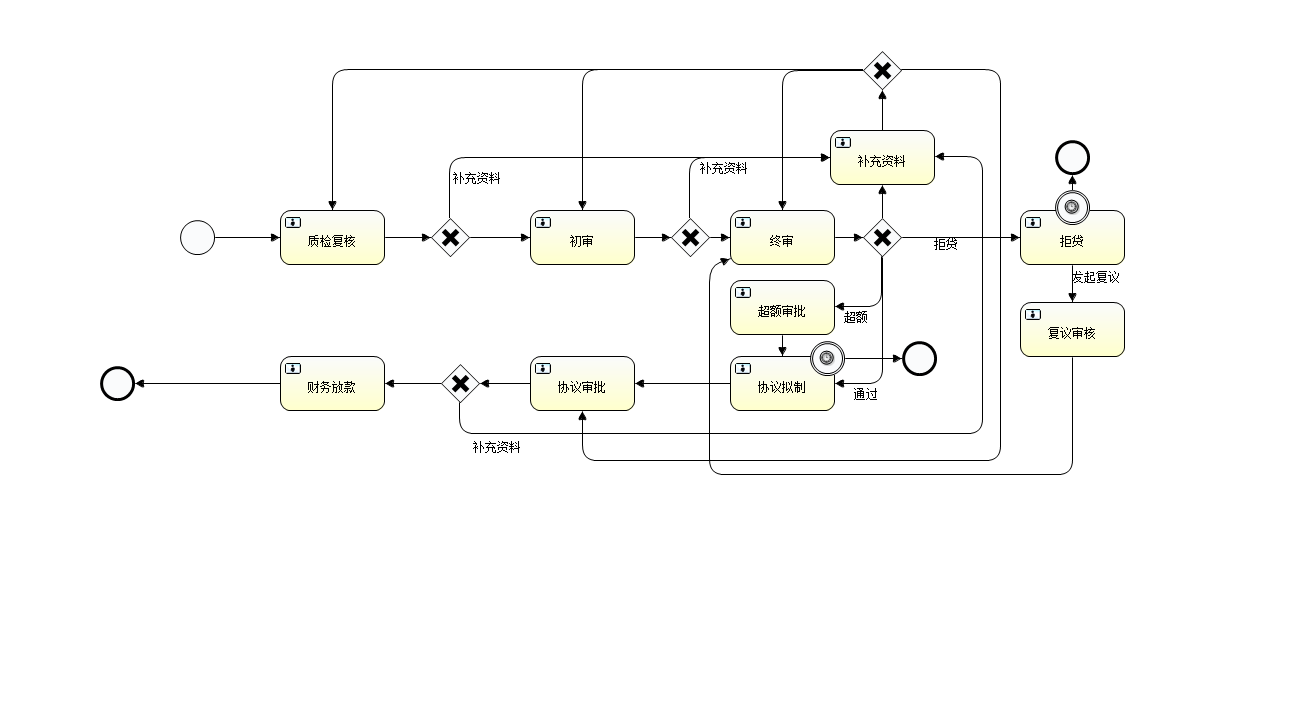 补充资料
补充资料
补充资料
质检复核
初审
终审
拒贷
拒贷
发起复议
超额审批
超额
复议审核
财务放款
协议审批
协议拟制
通过
补充资料